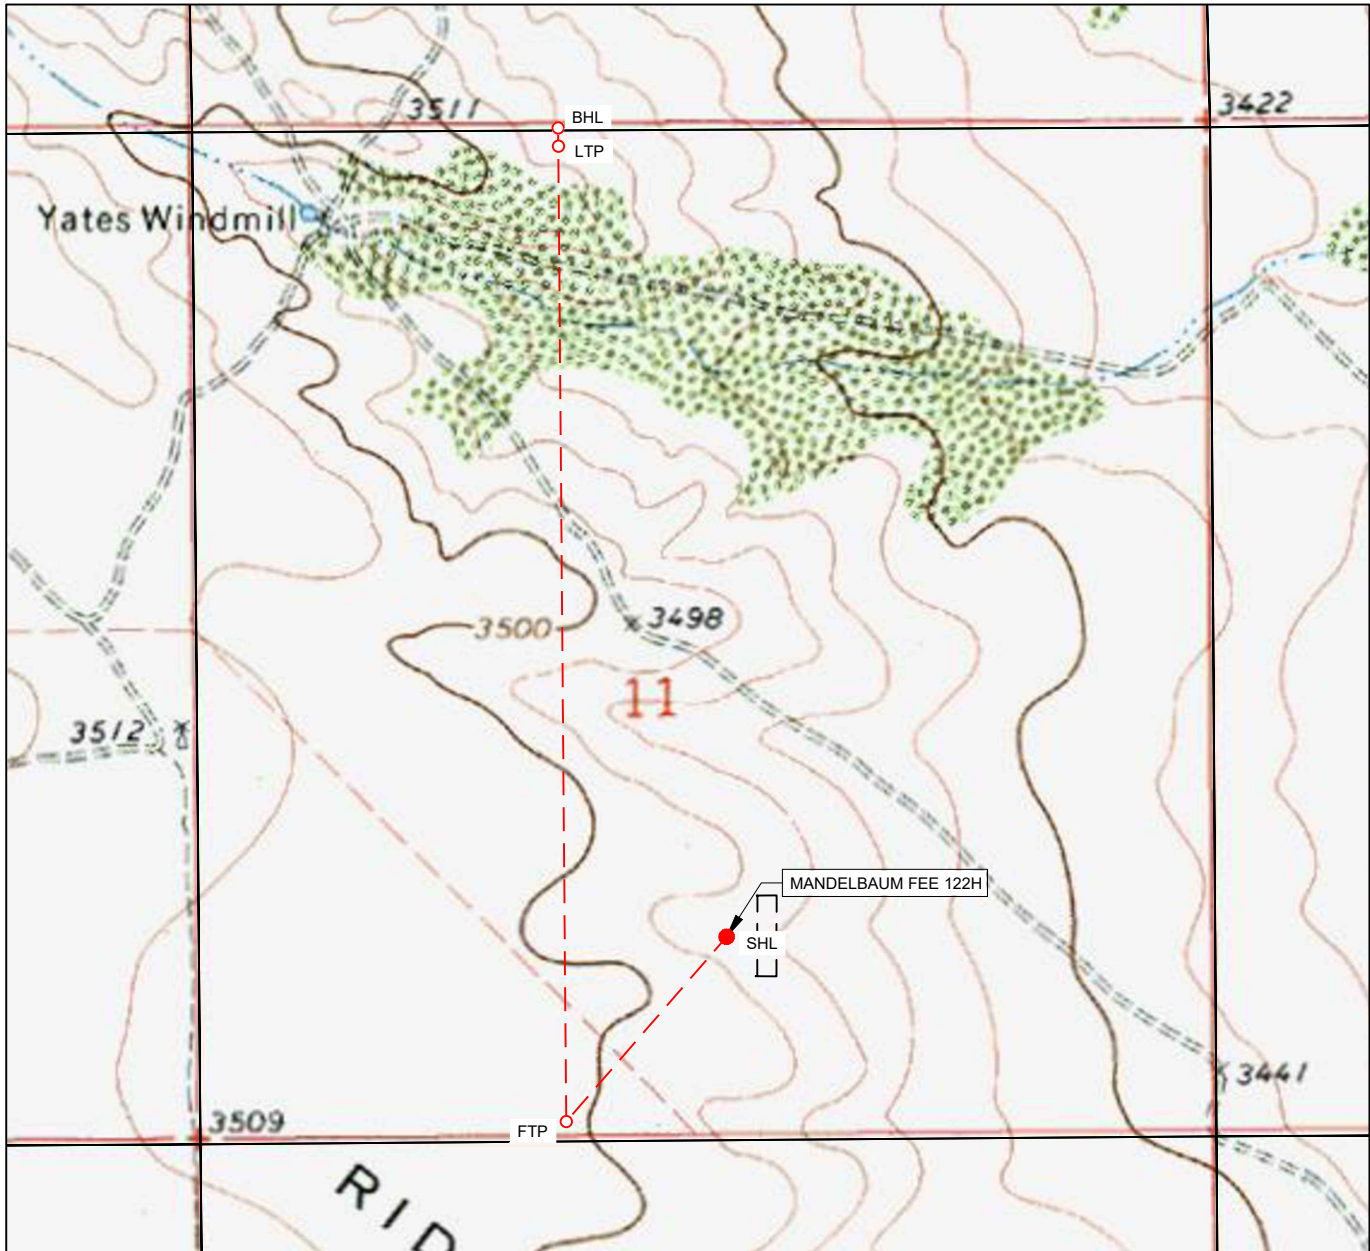 3511
BHL
3422
LTP
Yates Windmill
3498
3500
11
3512
MANDELBAUM FEE 122H
SHL
3441
3509
FTP
RID